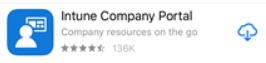 Intune Company Portal
Company resources on the go
136K